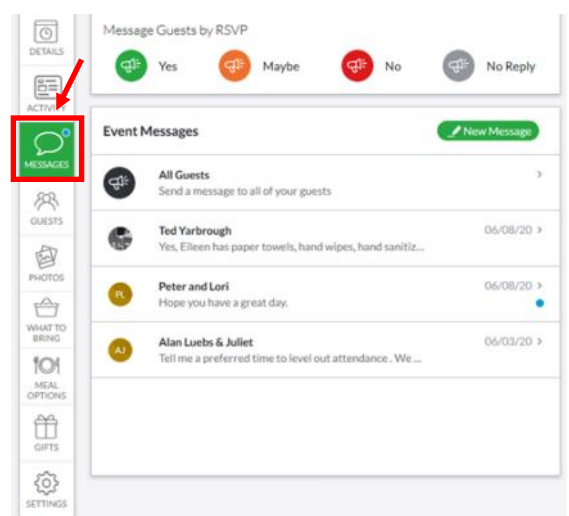 DETAILS
ACTIVITY
MESSAGES
GUESTS
PHOTOS
WHAT TO
BRING
MEAL
OPTIONS
GIFTS
SETTINGS
Message Guests by RSVP
Yes
Maybe
No
No Reply
Event Messages
New Message
All Guests
Send a message to all of your guests
Ted Yarbrough 06/08/20
Yes, Eileen has paper towels, hand wipes, hand sanitiz...
PL Peter and Lori 06/08/20
Hope you have a great day.
AJ Alan Luebs & Juliet 06/03/20
Tell me a preferred time to level out attendance . We ...